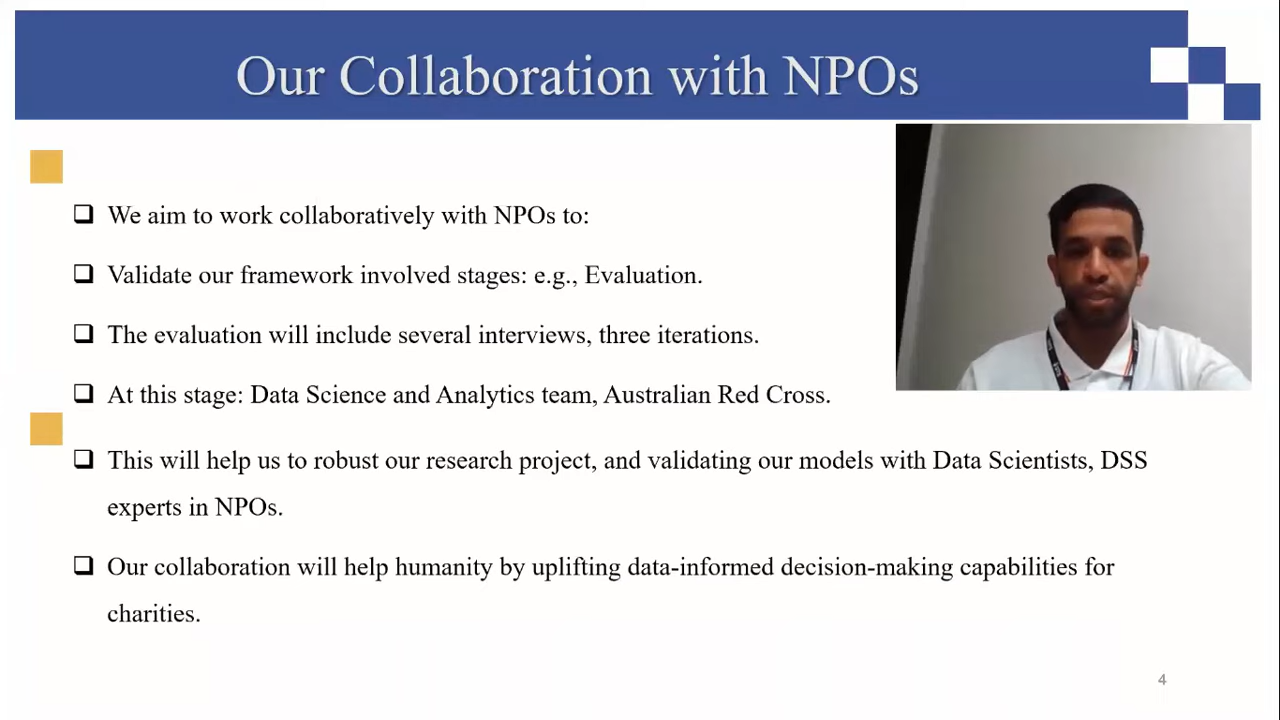 Our Collaboration with NPOs
❑ We aim to work collaboratively with NPOs to:
❑ Validate our framework involved stages: e.g., Evaluation.
❑ The evaluation will include several interviews, three iterations.
❑ At this stage: Data Science and Analytics team, Australian Red Cross.
❑ This will help us to robust our research project, and validating our models with Data Scientists, DSS
experts in NPOs.
❑ Our collaboration will help humanity by uplifting data-informed decision-making capabilities for
charities.
4